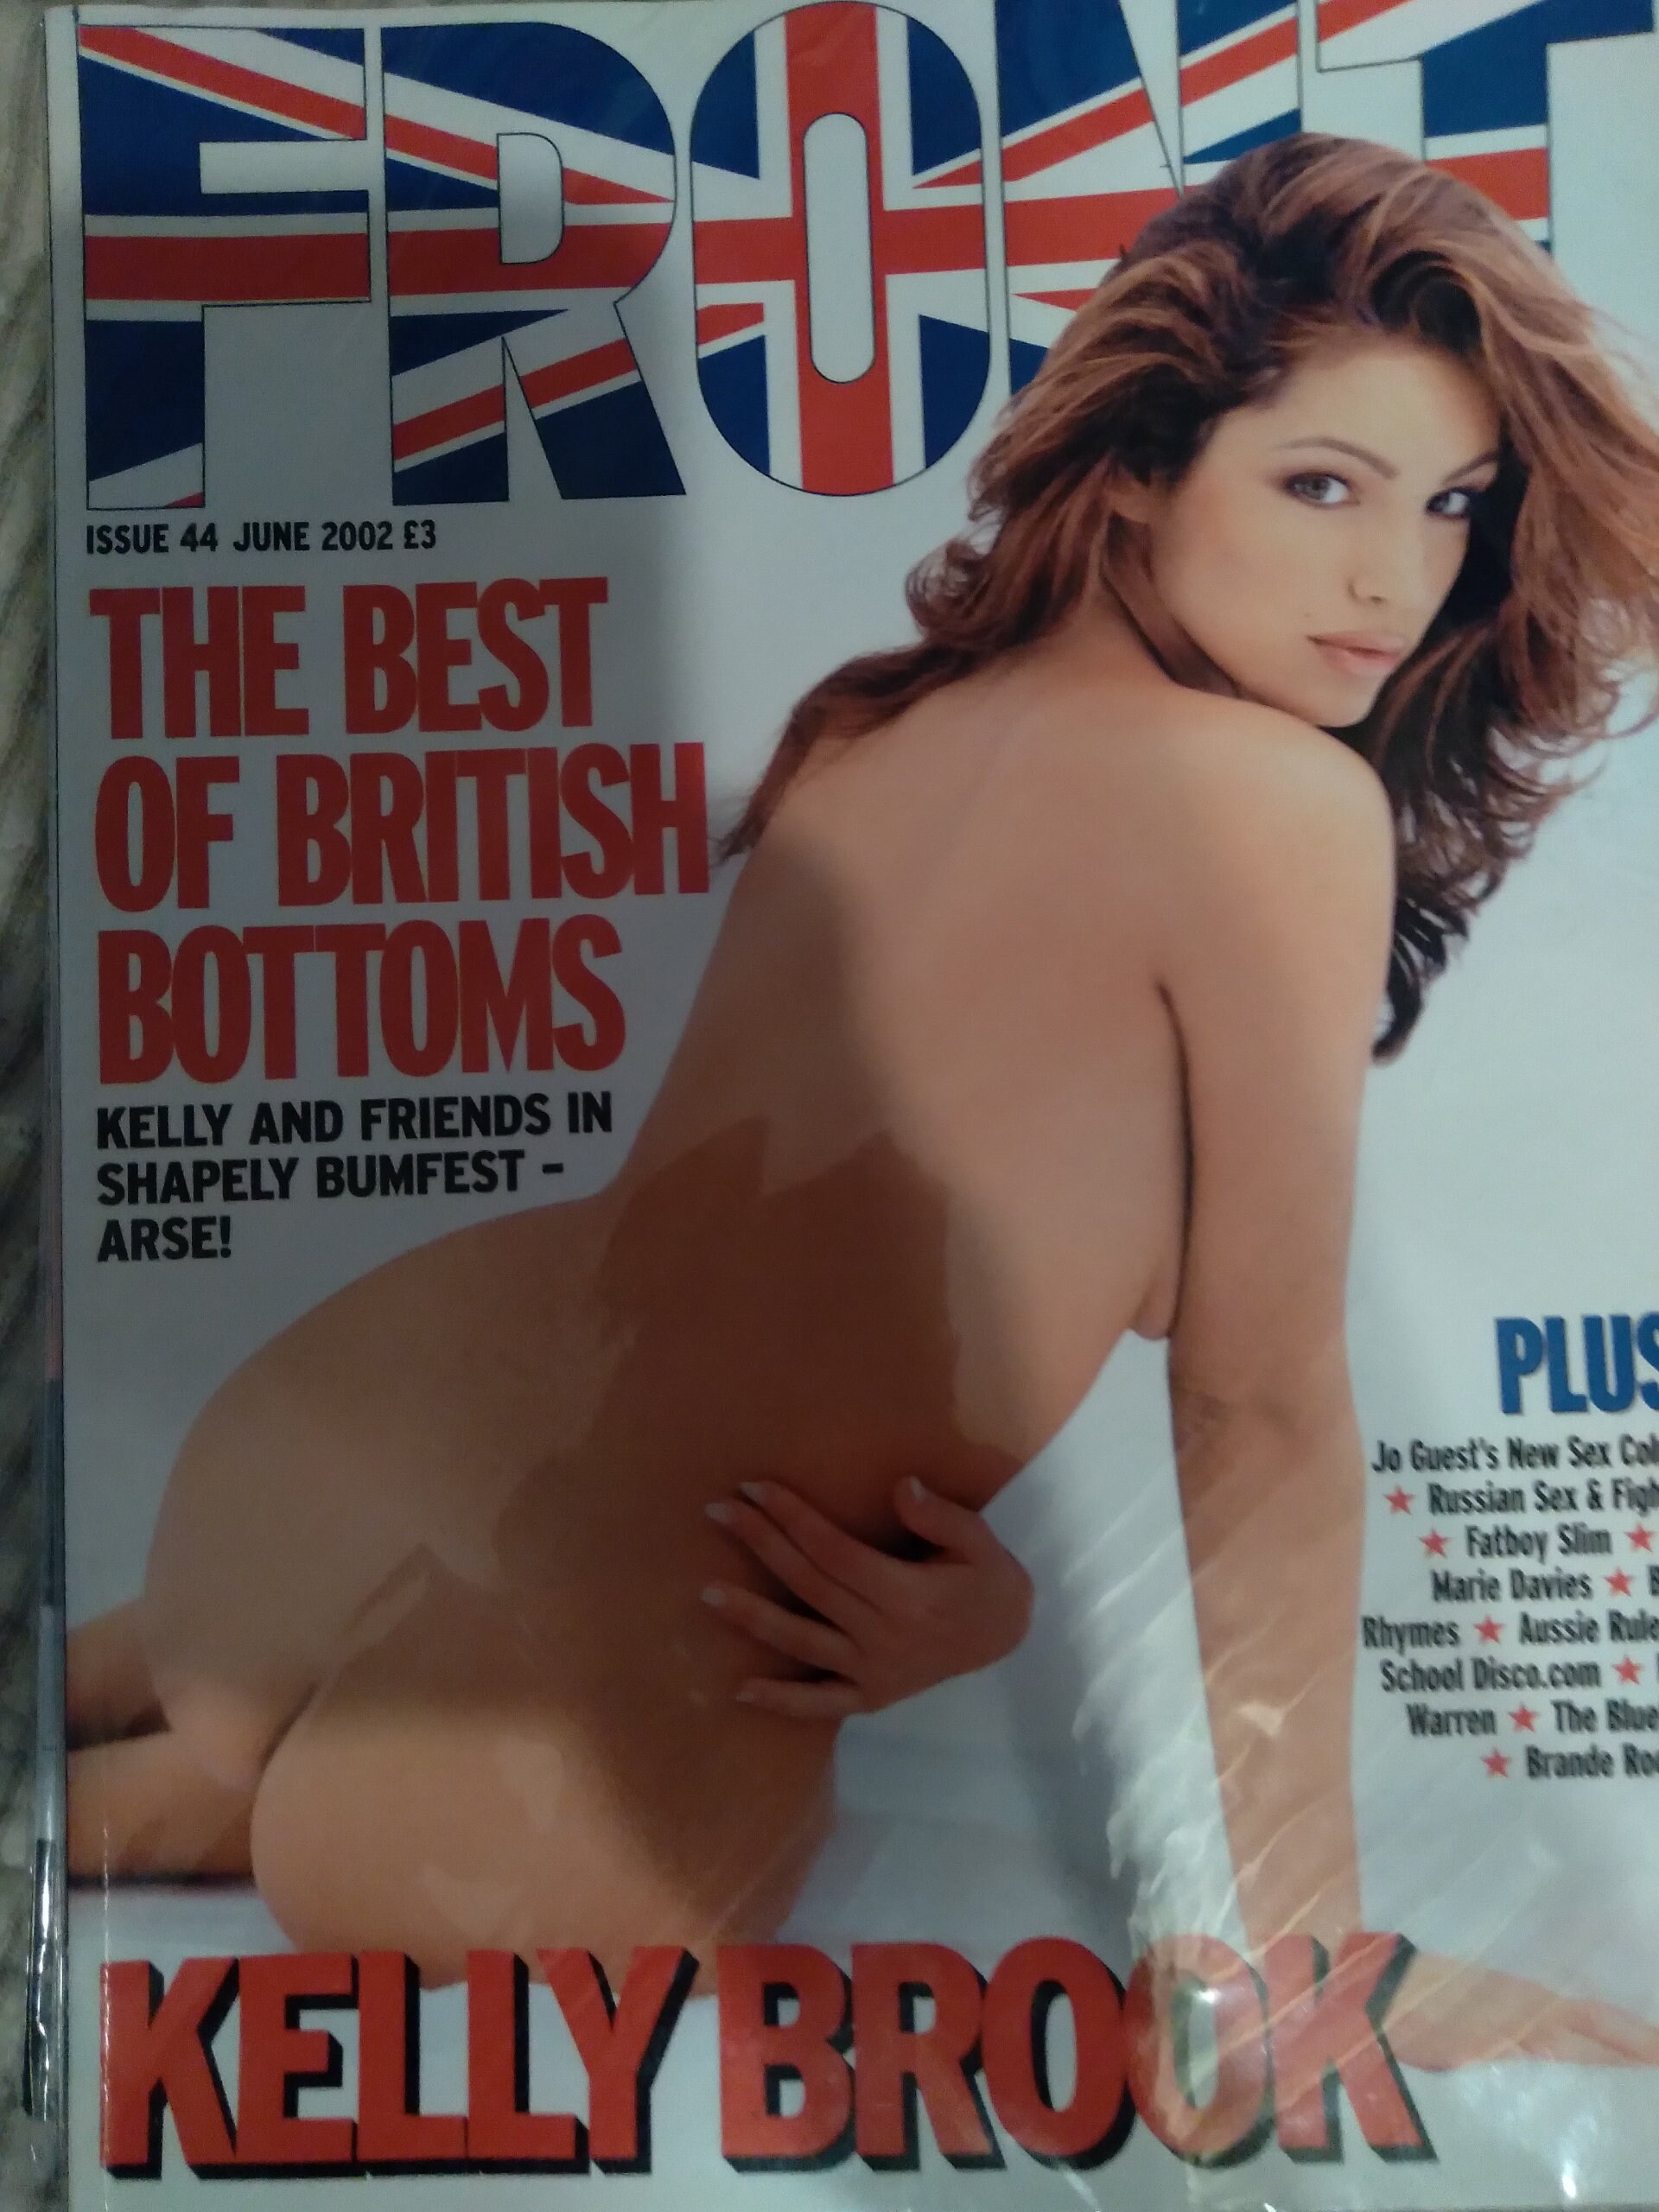 FRONT
ISSUE 44 JUNE 2002 £3
THE BEST
OF BRITISH
BOTTOMS
KELLY AND FRIENDS IN
SHAPELY BUMFEST –
ARSE!
PLUS
Jo Guest's New Sex
★ Russian Sex &
★ Fatboy Slim ★
Marie Davies ★
Rhymes ★ Aussie
School Disco.com ★
Warren ★ The
★ Brande
KELLY BROOK